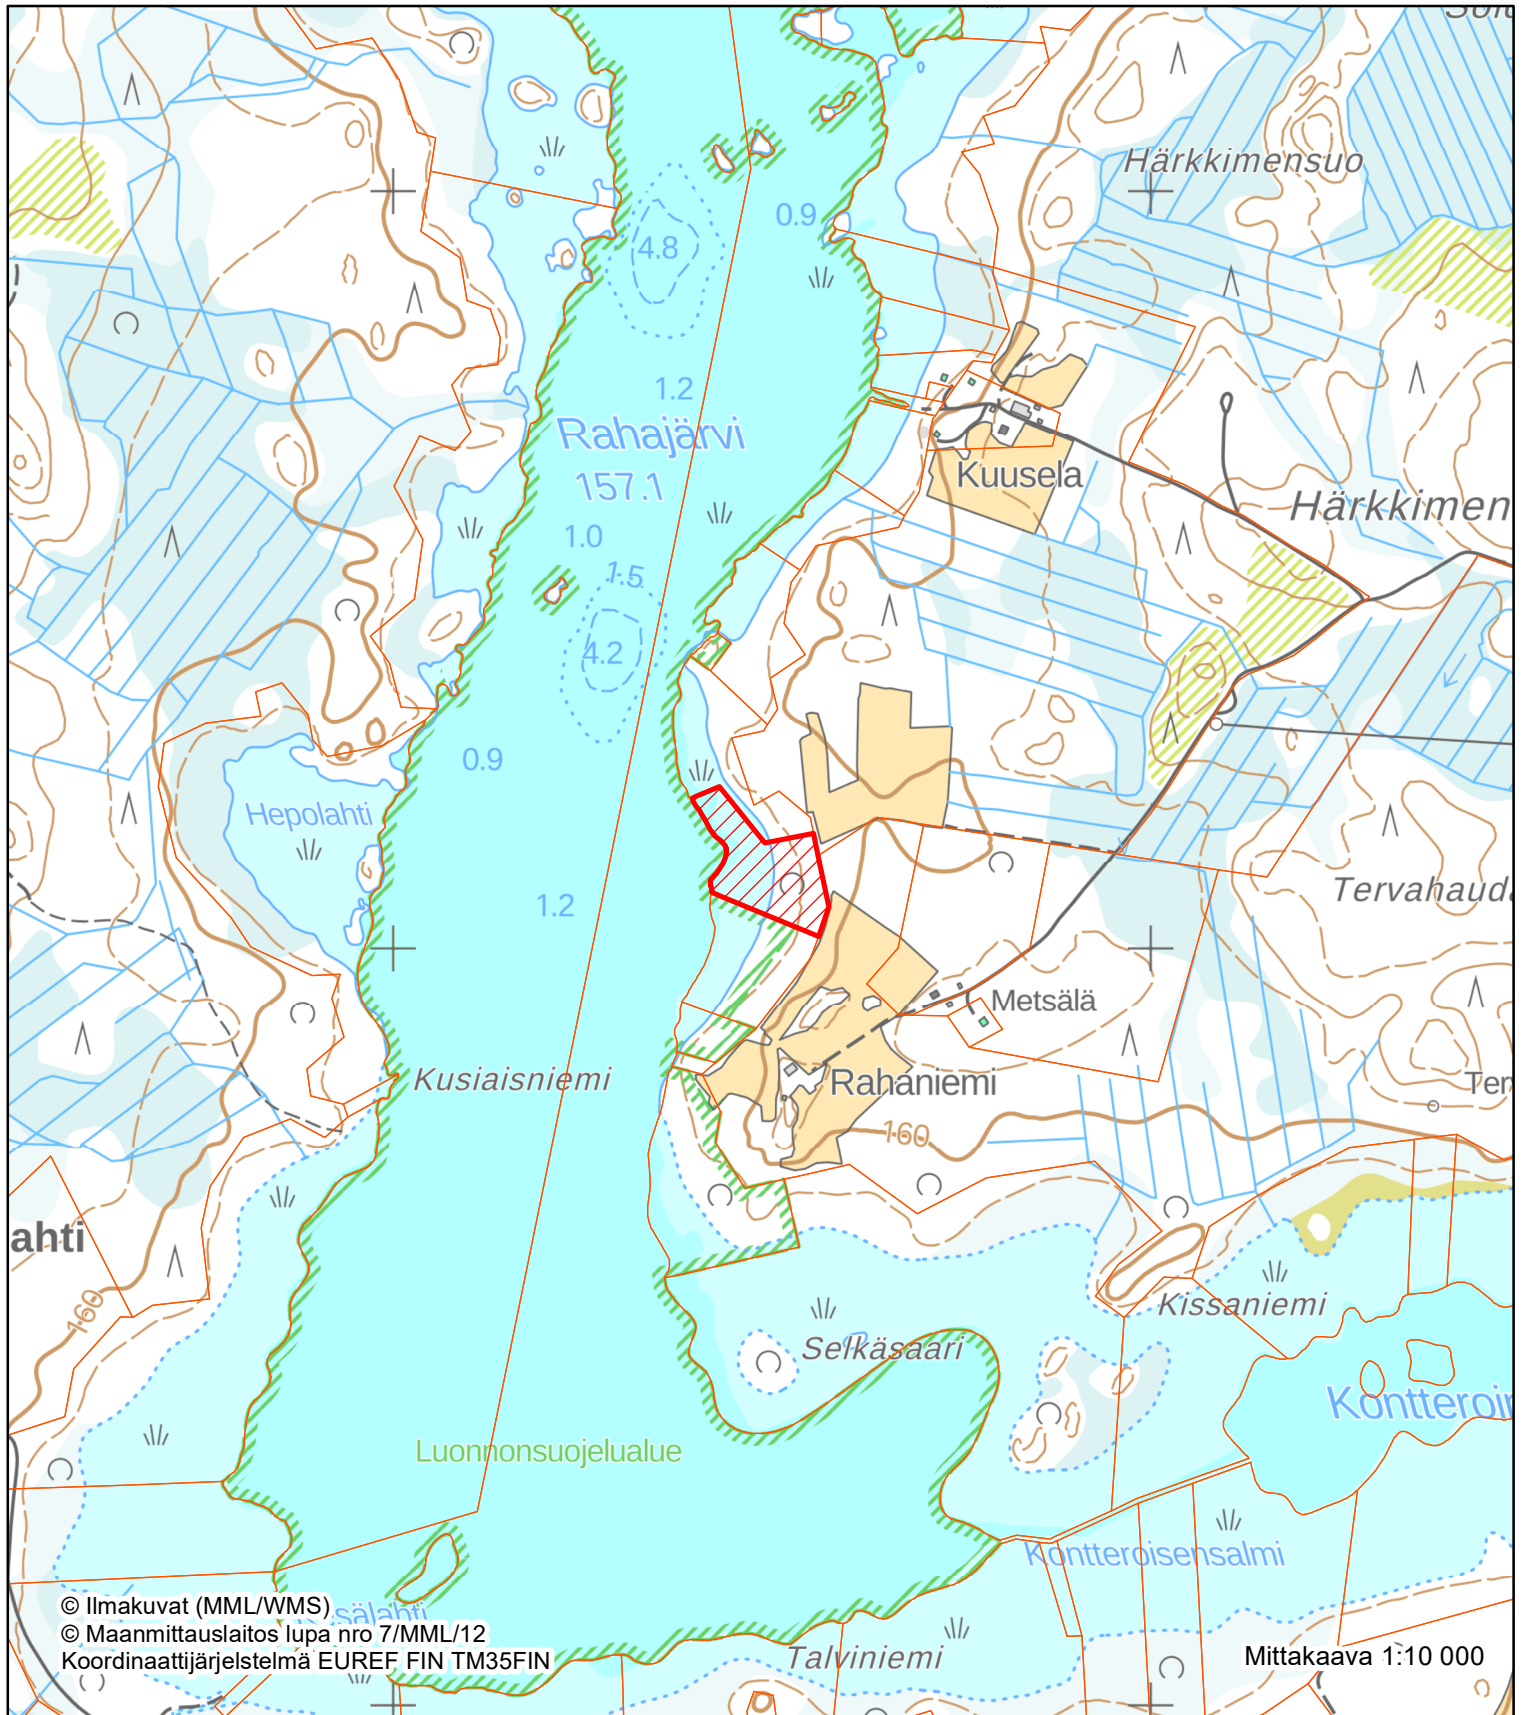 Härkkimensuo
0.9
4.8
1.2
Rahajärvi
157.1
Kuusela
1.0
1.5
4.2
0.9
Hepolahti
1.2
Metsälä
Kusiaisniemi
Rahaniemi
160
ahti
160
Kissaniemi
Selkäsaari
Luonnonsuojelualue
Kontteroisensalmi
Talviniemi
© Ilmakuvat (MML/WMS)
© Maanmittauslaitos lupa nro 7/MML/12
Koordinaattijärjelstelmä EUREF FIN TM35FIN
Mittakaava 1:10 000